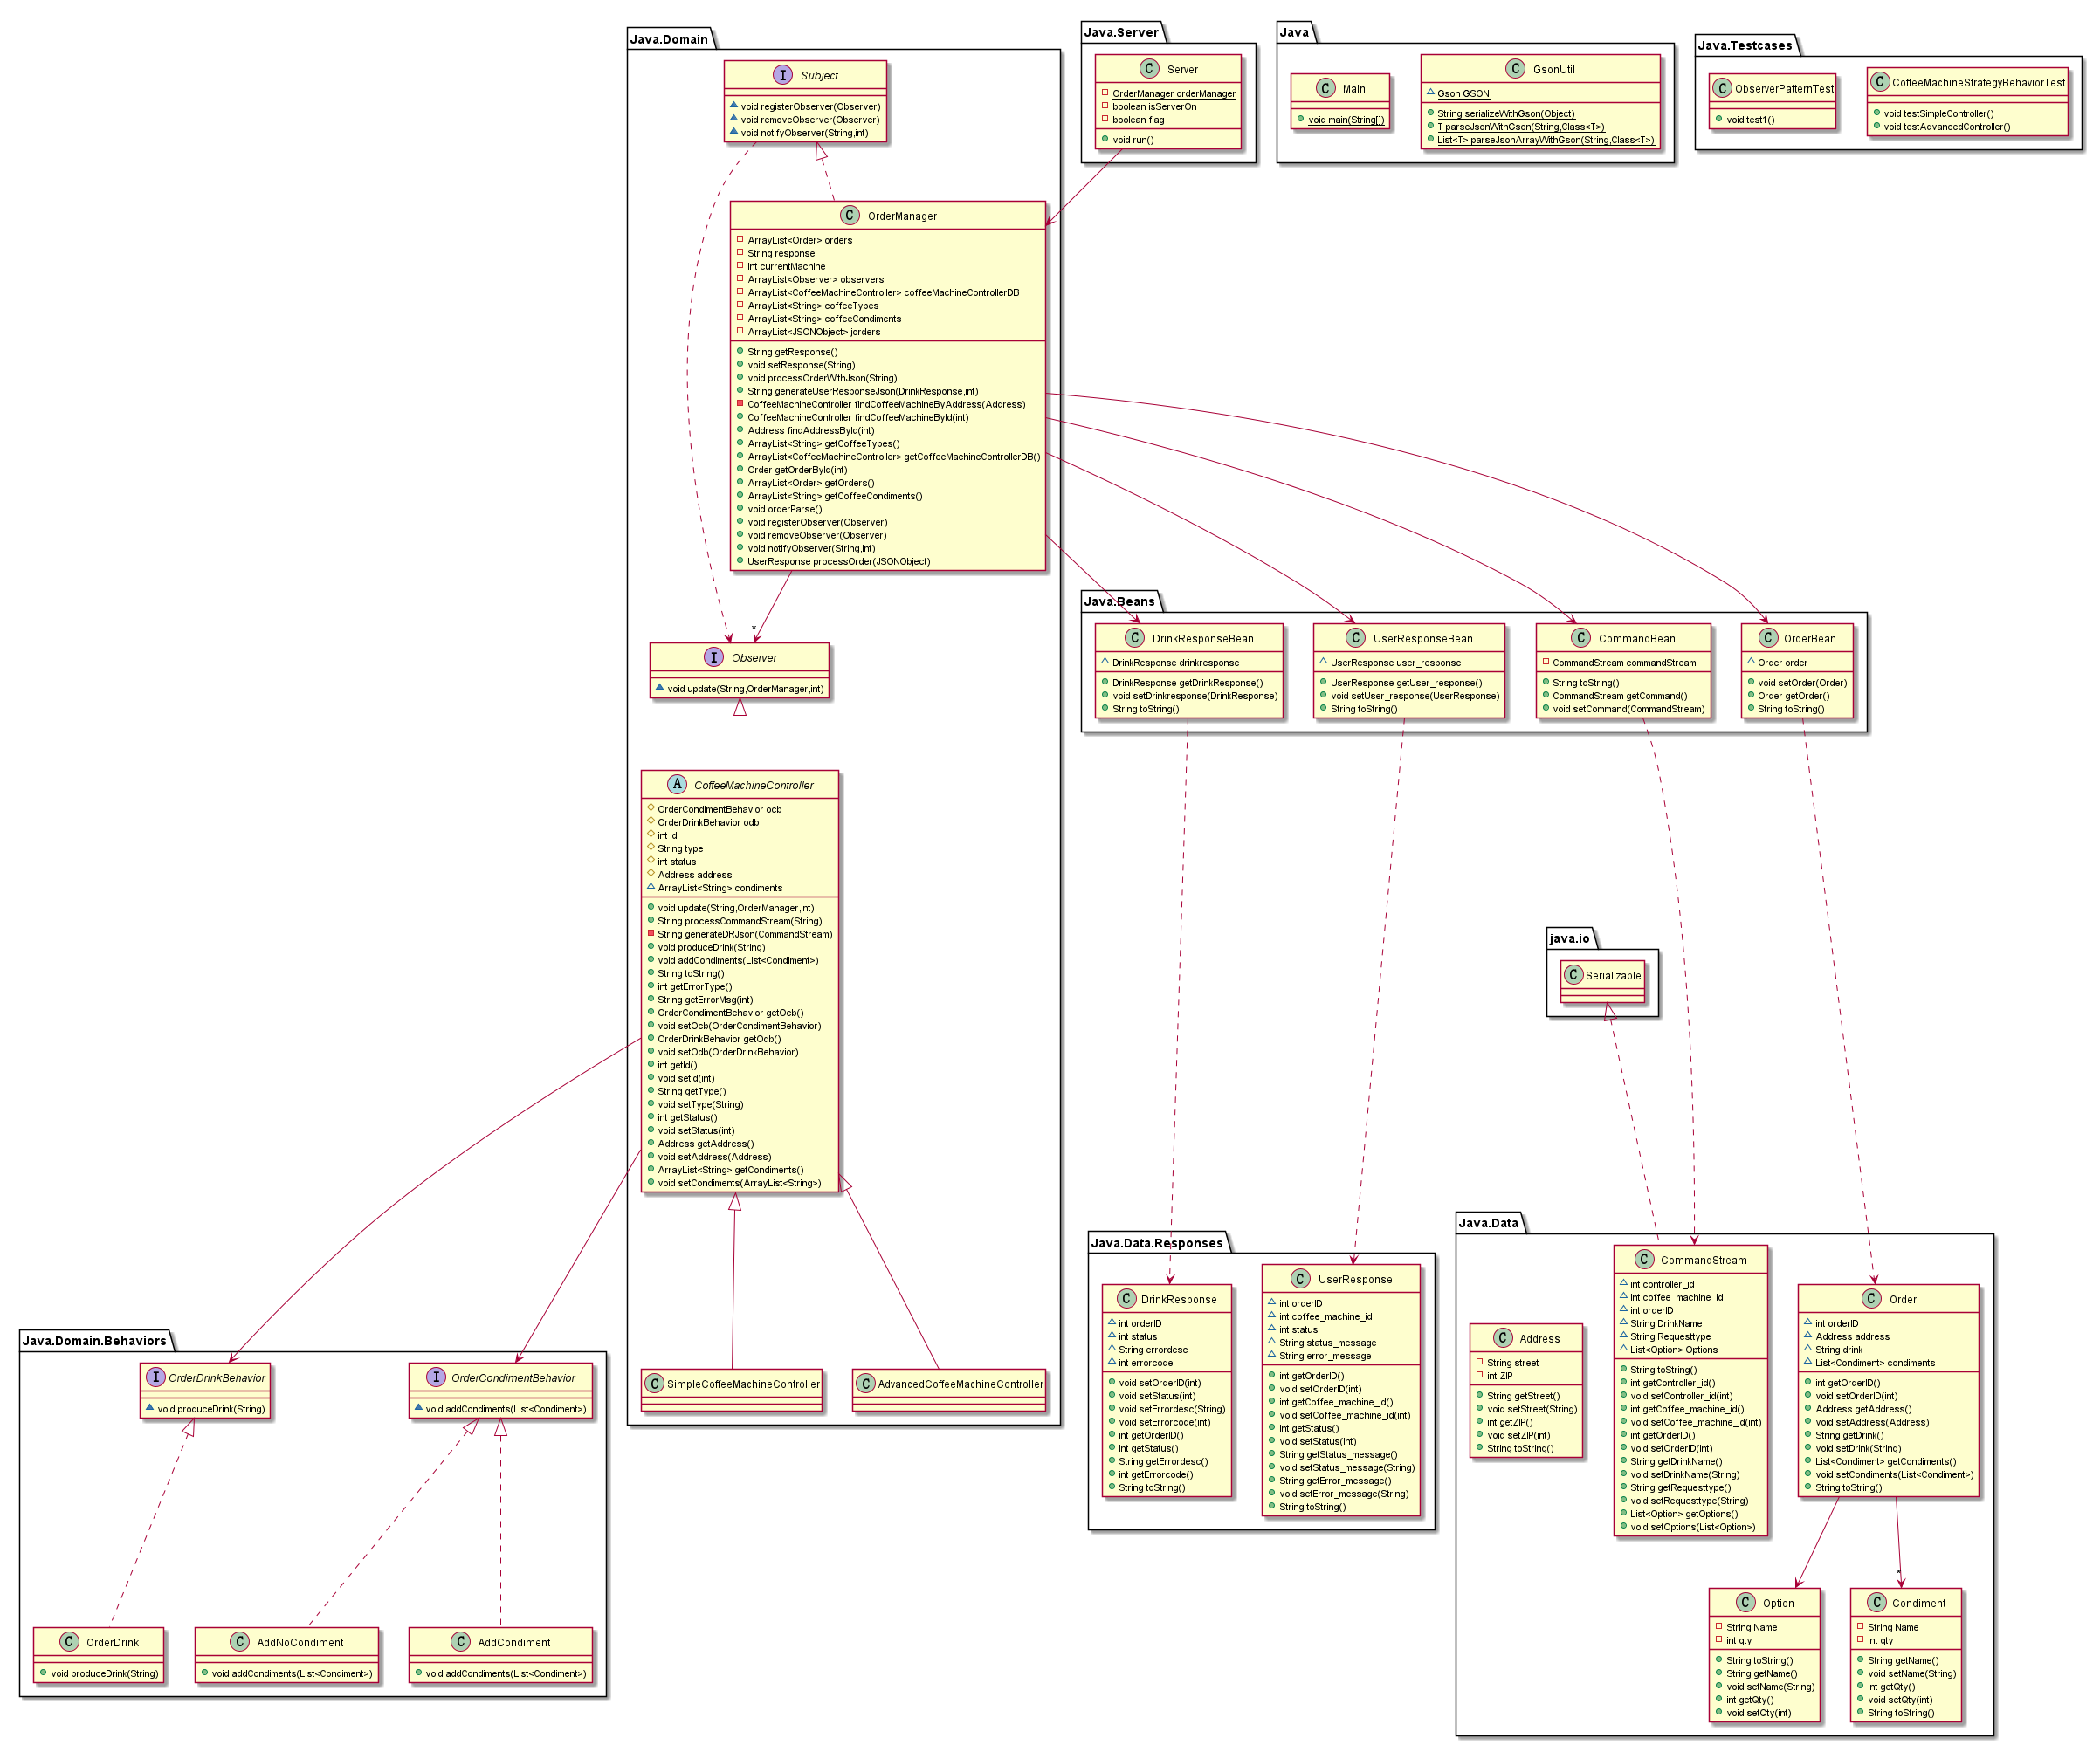 Java.Domain
I Subject
void registerObserver(Observer)
void removeObserver(Observer)
void notifyObserver(String,int)
C OrderManager
ArrayList<Order> orders
String response
int currentMachine
ArrayList<Observer> observers
ArrayList<CoffeeMachineController> coffeeMachineControllerDB
ArrayList<String> coffeeTypes
ArrayList<String> coffeeCondiments
ArrayList<JSONObject> jorders
String getResponse()
void setResponse(String)
void processOrderWithJson(String)
String generateUserResponseJson(DrinkResponse,int)
CoffeeMachineController findCoffeeMachineByAddress(Address)
CoffeeMachineController findCoffeeMachineById(int)
Address findAddressById(int)
ArrayList<String> getCoffeeTypes()
ArrayList<CoffeeMachineController> getCoffeeMachineControllerDB()
Order getOrderById(int)
ArrayList<Order> getOrders()
ArrayList<String> getCoffeeCondiments()
void orderParse()
void registerObserver(Observer)
void removeObserver(Observer)
void notifyObserver(String,int)
UserResponse processOrder(JSONObject)
*
I Observer
void update(String,OrderManager,int)
A CoffeeMachineController
OrderCondimentBehavior ocb
OrderDrinkBehavior odb
int id
String type
int status
Address address
ArrayList<String> condiments
void update(String,OrderManager,int)
String processCommandStream(String)
String generateDRJson(CommandStream)
void produceDrink(String)
void addCondiments(List<Condiment>)
String toString()
int getErrorType()
String getErrorMsg(int)
OrderCondimentBehavior getOcb()
void setOcb(OrderCondimentBehavior)
OrderDrinkBehavior getOdb()
void setOdb(OrderDrinkBehavior)
int getId()
void setId(int)
String getType()
void setType(String)
int getStatus()
void setStatus(int)
Address getAddress()
void setAddress(Address)
ArrayList<String> getCondiments()
void setCondiments(ArrayList<String>)
C SimpleCoffeeMachineController
C AdvancedCoffeeMachineController
Java.Server
C Server
OrderManager orderManager
boolean isServerOn
boolean flag
void run()
Java
C Main
void main(String[])
C GsonUtil
Gson GSON
String serializeWithGson(Object)
T parseJsonWithGson(String,Class<T>)
List<T> parseJsonArrayWithGson(String,Class<T>)
Java.Testcases
C ObserverPatternTest
void test1()
C CoffeeMachineStrategyBehaviorTest
void testSimpleController()
void testAdvancedController()
Java.Beans
C DrinkResponseBean
DrinkResponse drinkresponse
DrinkResponse getDrinkResponse()
void setDrinkresponse(DrinkResponse)
String toString()
C UserResponseBean
UserResponse user_response
UserResponse getUser_response()
void setUser_response(UserResponse)
String toString()
C CommandBean
CommandStream commandStream
String toString()
CommandStream getCommand()
void setCommand(CommandStream)
C OrderBean
Order order
void setOrder(Order)
Order getOrder()
String toString()
java.io
C Serializable
Java.Domain.Behaviors
I OrderDrinkBehavior
void produceDrink(String)
I OrderCondimentBehavior
void addCondiments(List<Condiment>)
C OrderDrink
void produceDrink(String)
C AddNoCondiment
void addCondiments(List<Condiment>)
C AddCondiment
void addCondiments(List<Condiment>)
Java.Data.Responses
C DrinkResponse
int orderID
int status
String errordesc
int errorcode
void setOrderID(int)
void setStatus(int)
void setErrordesc(String)
void setErrorcode(int)
int getOrderID()
int getStatus()
String getErrordesc()
int getErrorcode()
String toString()
C UserResponse
int orderID
int coffee_machine_id
int status
String status_message
String error_message
int getOrderID()
void setOrderID(int)
int getCoffee_machine_id()
void setCoffee_machine_id(int)
int getStatus()
void setStatus(int)
String getStatus_message()
void setStatus_message(String)
String getError_message()
void setError_message(String)
String toString()
Java.Data
C Address
String street
int ZIP
String getStreet()
void setStreet(String)
int getZIP()
void setZIP(int)
String toString()
C CommandStream
int controller_id
int coffee_machine_id
int orderID
String DrinkName
String Requesttype
List<Option> Options
String toString()
int getController_id()
void setController_id(int)
int getCoffee_machine_id()
void setCoffee_machine_id(int)
int getOrderID()
void setOrderID(int)
String getDrinkName()
void setDrinkName(String)
String getRequesttype()
void setRequesttype(String)
List<Option> getOptions()
void setOptions(List<Option>)
C Order
int orderID
Address address
String drink
List<Condiment> condiments
int getOrderID()
void setOrderID(int)
Address getAddress()
void setAddress(Address)
String getDrink()
void setDrink(String)
List<Condiment> getCondiments()
void setCondiments(List<Condiment>)
String toString()
*
C Option
String Name
int qty
String toString()
String getName()
void setName(String)
int getQty()
void setQty(int)
C Condiment
String Name
int qty
String getName()
void setName(String)
int getQty()
void setQty(int)
String toString()